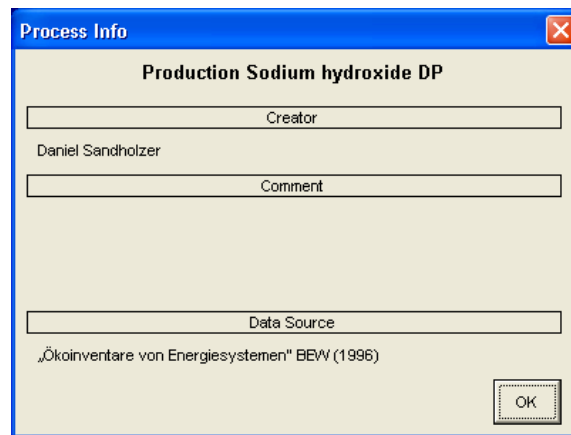 Process Info
Production Sodium hydroxide DP
Creator
Daniel Sandholzer
Comment
Data Source
„Ökoinventare von Energiesystemen" BEW (1996)
OK